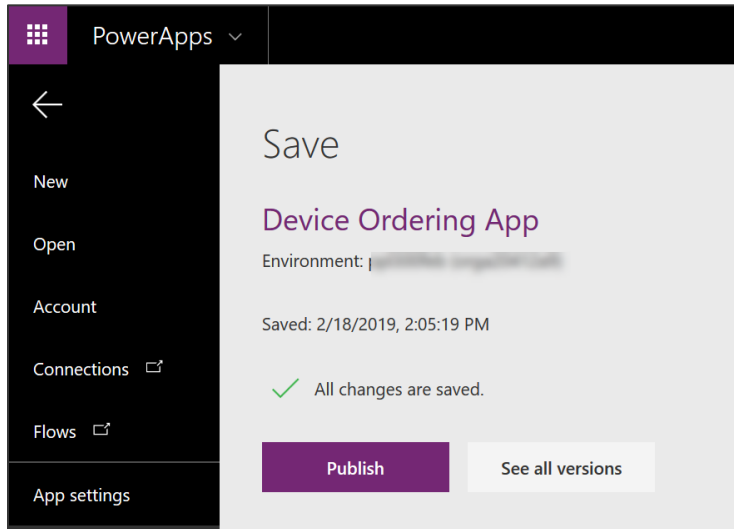 PowerApps
Save
New
Device Ordering App
Open
Environment:
Account
Saved: 2/18/2019, 2:05:19 PM
Connections
All changes are saved.
Flows
Publish
See all versions
App settings